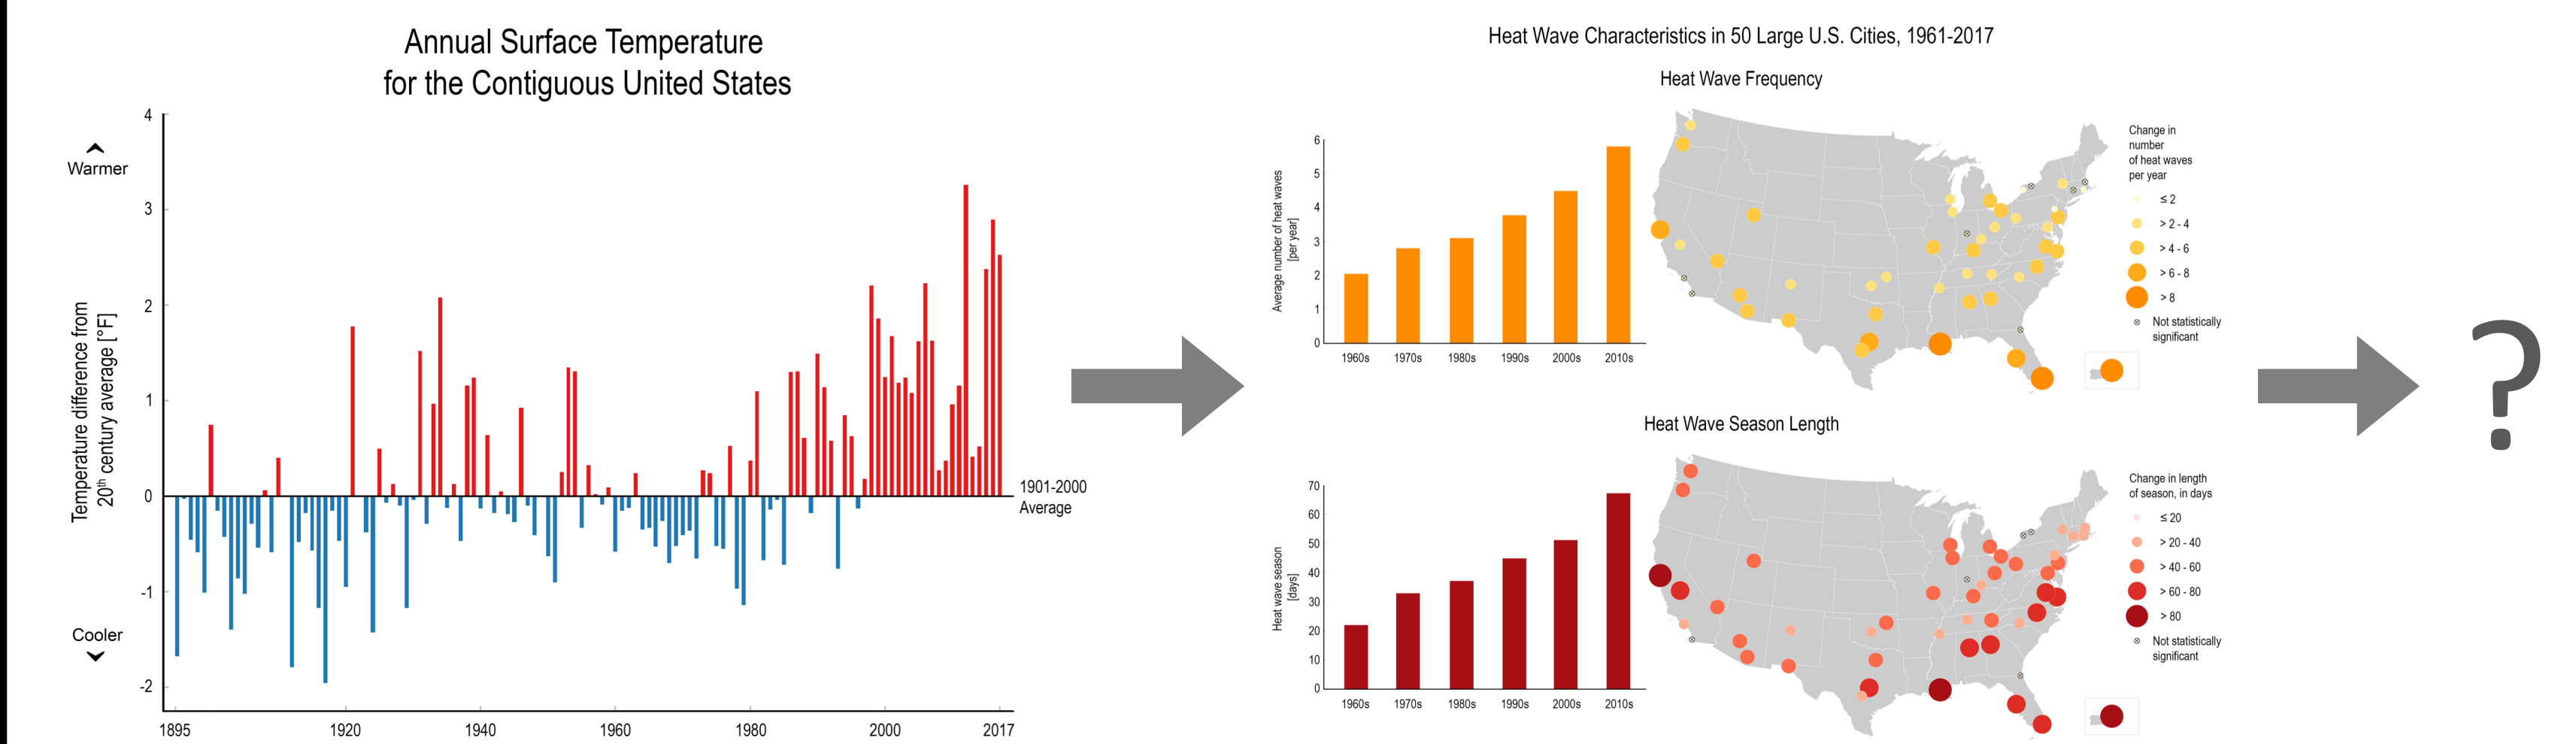 Annual Surface Temperature
for the Contiguous United States
4
3
2
1
0
-1
-2
Warmer
Cooler
Temperature difference from
20th century average [°F]
1901-2000
Average
1895
1920
1940
1960
1980
2000
2017
Heat Wave Characteristics in 50 Large U.S. Cities, 1961-2017
Heat Wave Frequency
Average number of heat waves
[per year]
6
5
4
3
2
1
0
1960s
1970s
1980s
1990s
2000s
2010s
Change in
number
of heat waves
per year
≤ 2
> 2 - 4
> 4 - 6
> 6 - 8
> 8
Not statistically
significant
Heat Wave Season Length
Heat wave season
[days]
70
60
50
40
30
20
10
0
1960s
1970s
1980s
1990s
2000s
2010s
Change in length
of season, in days
≤ 20
> 20 - 40
> 40 - 60
> 60 - 80
> 80
Not statistically
significant
?